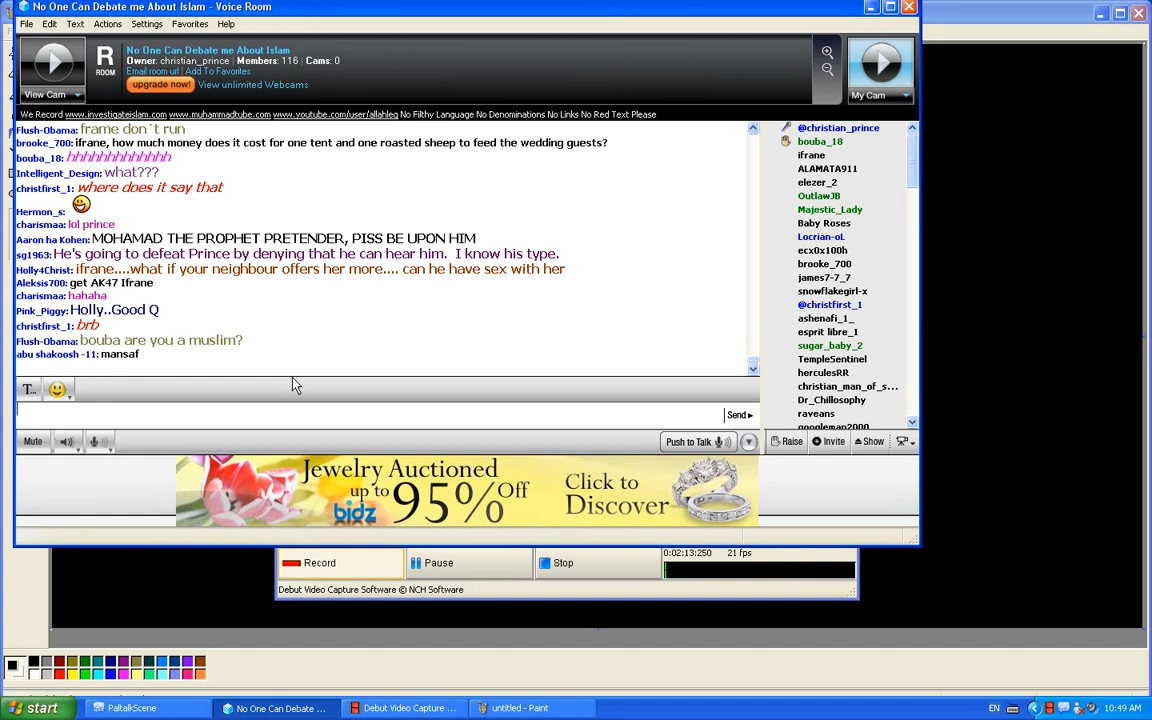 No One Can Debate me About Islam - Voice Room
File Edit Text Actions Settings Favorites Help
View Cam
R
ROOM
No One Can Debate me About Islam
Owner: christian_prince | Members: 116 | Cams: 0
Email room url | Add To Favorites
upgrade now! View unlimited Webcams
My Cam
We Record www.investigateislam.com www.muhammadtube.com www.youtube.com/user/allahleg No Filthy Language No Denominations No Links No Red Text Please
Flush-Obama: frame don´t run
brooke_700: ifrane, how much money does it cost for one tent and one roasted sheep to feed the wedding guests?
bouba_18: hhhhhhhhhhhhh
Intelligent_Design: what???
christfirst_1: where does it say that
Hermon_s:
charismaa: lol prince
Aaron ha Kohen: MOHAMAD THE PROPHET PRETENDER, PISS BE UPON HIM
sg1963: He's going to defeat Prince by denying that he can hear him. I know his type.
Holly4Christ: ifrane....what if your neighbour offers her more.... can he have sex with her
Aleksis700: get AK47 Ifrane
charismaa: hahaha
Pink_Piggy: Holly..Good Q
christfirst_1: brb
Flush-Obama: bouba are you a muslim?
abu shakoosh -11: mansaf
@christian_prince
bouba_18
ifrane
ALAMATA911
elezer_2
OutlawJB
Majestic_Lady
Baby Roses
Locrian-oL
ecx0x100h
brooke_700
james7-7_7
snowflakegirl-x
@christfirst_1
ashenafi_1_
esprit libre_1
sugar_baby_2
TempleSentinel
herculesRR
christian_man_of_s...
Dr_Chillosophy
raveans
googlemap2000
T...
Send
Mute
Push to Talk
Raise Invite Show
Jewelry Auctioned
up to 95% Off
bidz
Click to
Discover
Record Pause Stop
0:02:13:250 21 fps
Debut Video Capture Software © NCH Software
start
PaltalkScene
No One Can Debate ...
Debut Video Capture ...
untitled - Paint
EN
10:49 AM